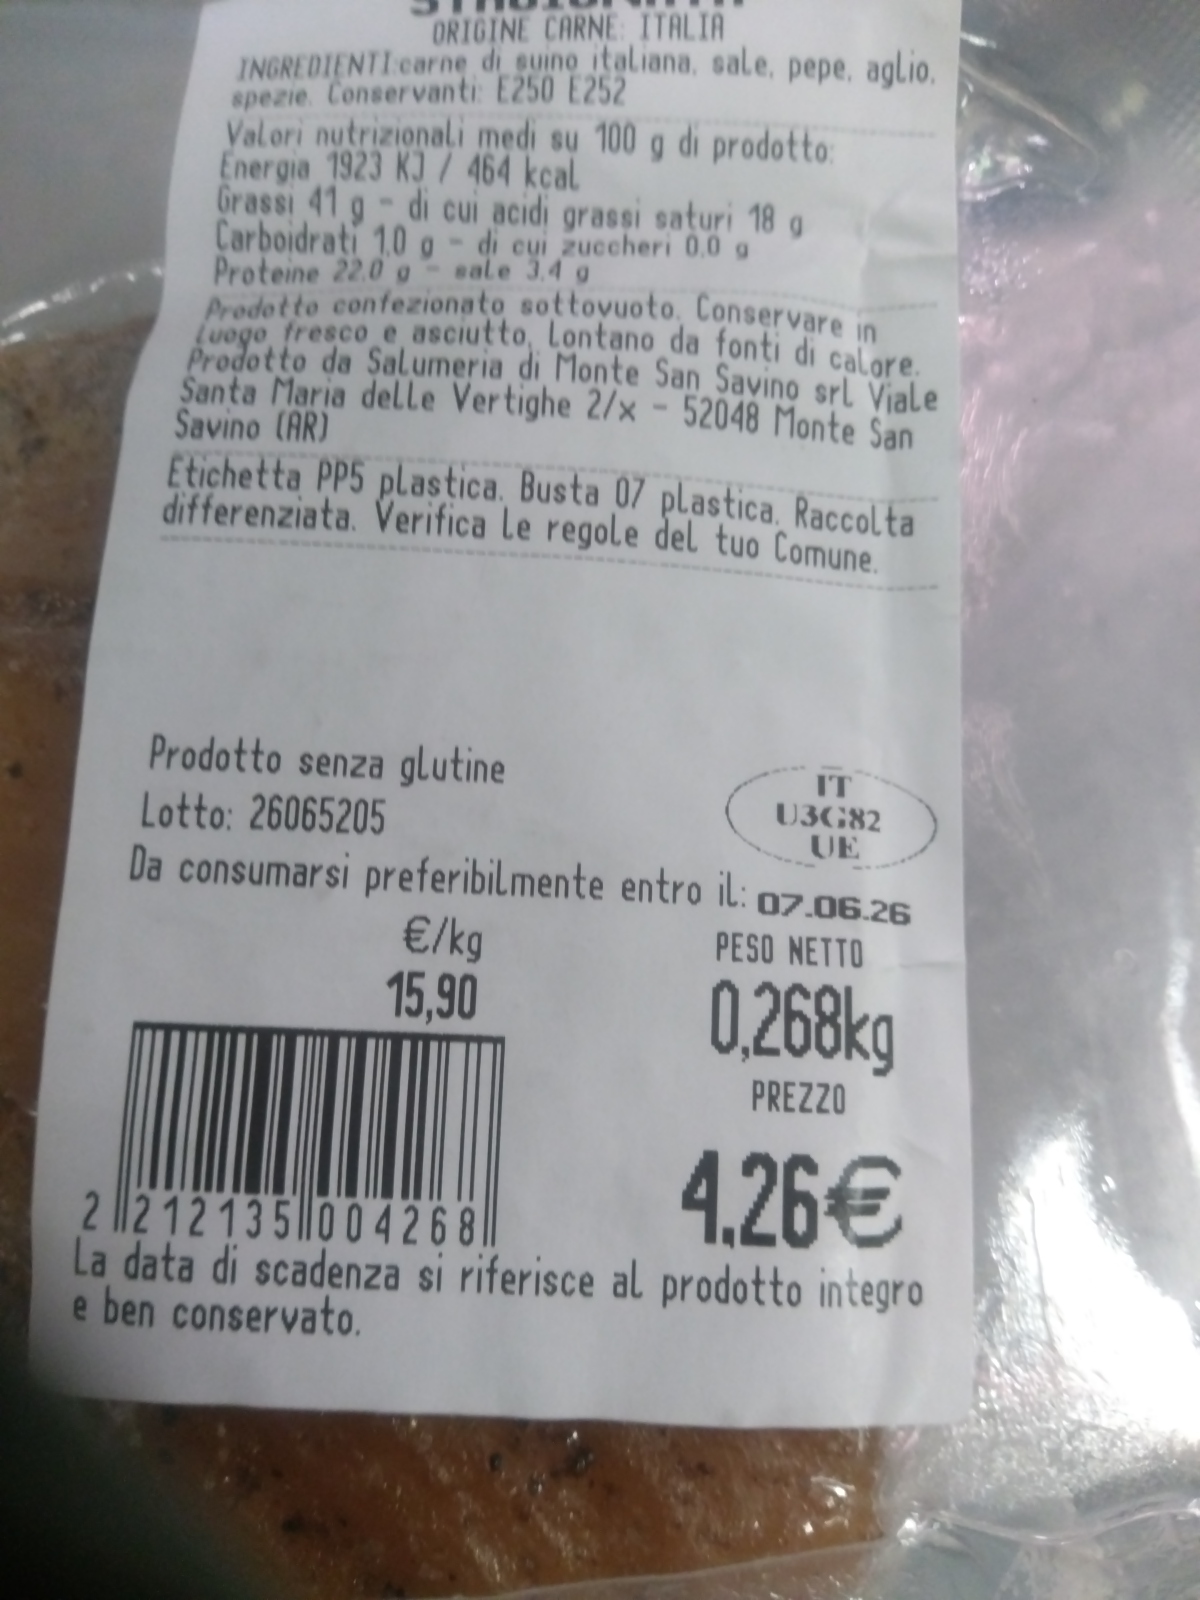 ORIGINE CARNE: ITALIA
INGREDIENTI:carne di suino italiana, sale, pepe, aglio,
spezie. Conservanti: E250 E252
Valori nutrizionali medi su 100 g di prodotto:
Energia 1923 KJ / 464 kcal
Grassi 41 g - di cui acidi grassi saturi 18 g
Carboidrati 1.0 g - di cui zuccheri 0.0 g
Proteine 22.0 g - sale 3.4 g
Prodotto confezionato sottovuoto. Conservare in
Luogo fresco e asciutto, Lontano da fonti di calore.
Prodotto da Salumeria di Monte San Savino srl Viale
Santa Maria delle Vertighe 2/x - 52048 Monte San
Savino (AR)
Etichetta PP5 plastica. Busta 07 plastica. Raccolta
differenziata. Verifica le regole del tuo Comune.
Prodotto senza glutine
Lotto: 26065205
IT
U3G82
UE
Da consumarsi preferibilmente entro il: 07.06.26
€/kg
15,90
PESO NETTO
0,268kg
PREZZO
4.26€
2 212135 004268
La data di scadenza si riferisce al prodotto integro
e ben conservato.